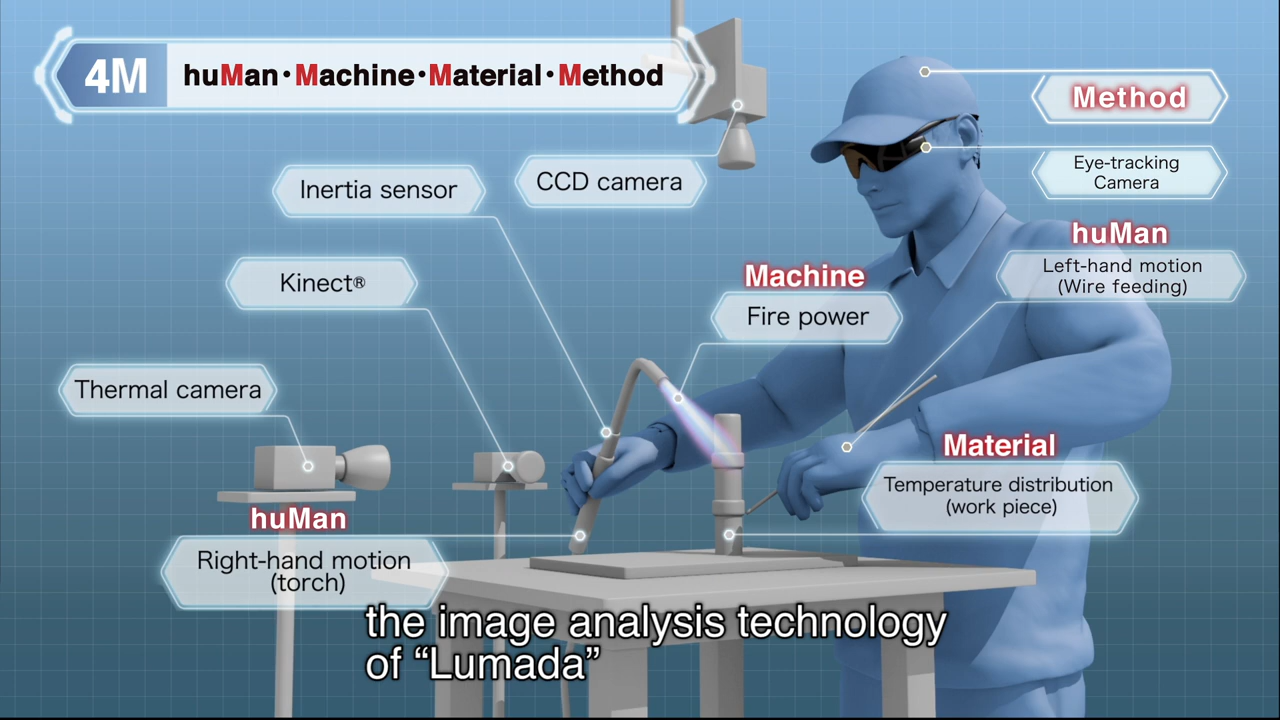 4M huMan・Machine・Material・Method
Method
CCD camera
Eye-tracking
Camera
Inertia sensor
huMan
Left-hand motion
(Wire feeding)
Kinect®
Machine
Fire power
Thermal camera
Material
Temperature distribution
(work piece)
huMan
Right-hand motion
(torch)
the image analysis technology
of “Lumada”